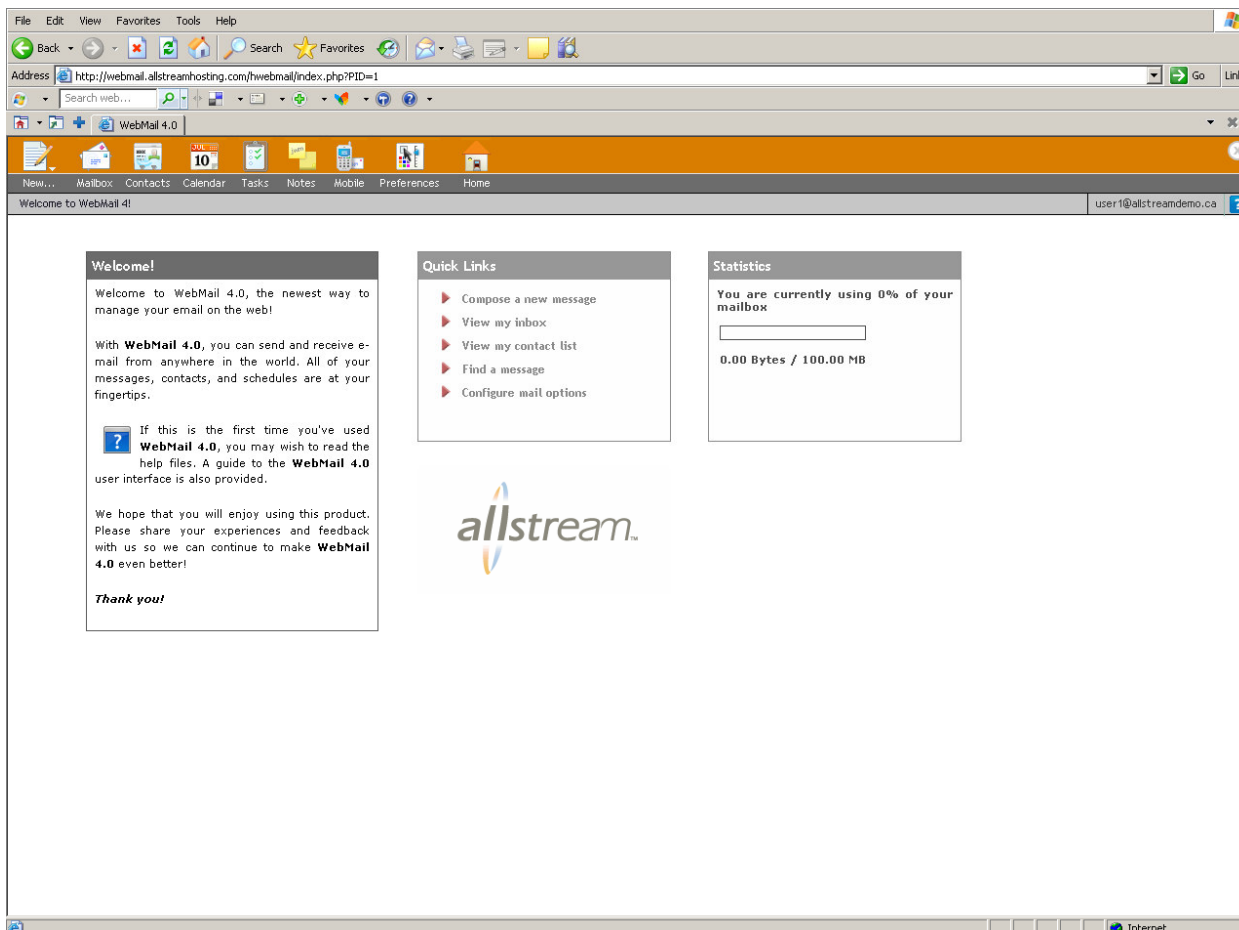 File Edit View Favorites Tools Help
Back Search Favorites
Address http://webmail.allstreamhosting.com/hwebmail/index.php?PID=1 Go
Search web...
WebMail 4.0
JUL
10
New... Mailbox Contacts Calendar Tasks Notes Mobile Preferences Home
Welcome to WebMail 4! user1@allstreamdemo.ca ?
Welcome!
Welcome to WebMail 4.0, the newest way to
manage your email on the web!
With WebMail 4.0, you can send and receive e-
mail from anywhere in the world. All of your
messages, contacts, and schedules are at your
fingertips.
? If this is the first time you've used
WebMail 4.0, you may wish to read the
help files. A guide to the WebMail 4.0
user interface is also provided.
We hope that you will enjoy using this product.
Please share your experiences and feedback
with us so we can continue to make WebMail
4.0 even better!
Thank you!
Quick Links
Compose a new message
View my inbox
View my contact list
Find a message
Configure mail options
allstream™
Statistics
You are currently using 0% of your
mailbox
0.00 Bytes / 100.00 MB
Internet